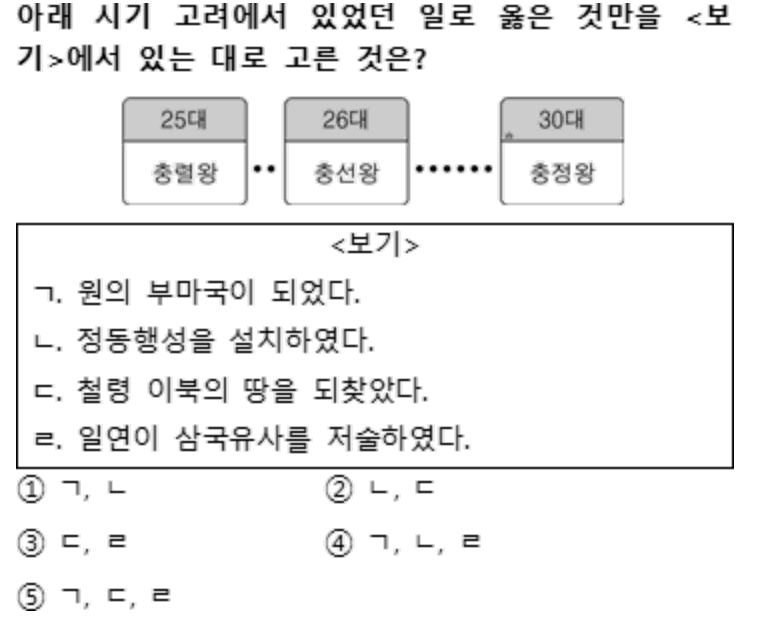 아래 시기 고려에서 있었던 일로 옳은 것만을 <보
기>에서 있는 대로 고른 것은?
25대 26대 30대
충렬왕 •• 충선왕 •••••• 충정왕
<보기>
ㄱ. 원의 부마국이 되었다.
ㄴ. 정동행성을 설치하였다.
ㄷ. 철령 이북의 땅을 되찾았다.
ㄹ. 일연이 삼국유사를 저술하였다.
① ㄱ, ㄴ ② ㄴ, ㄷ
③ ㄷ, ㄹ ④ ㄱ, ㄴ, ㄹ
⑤ ㄱ, ㄷ, ㄹ